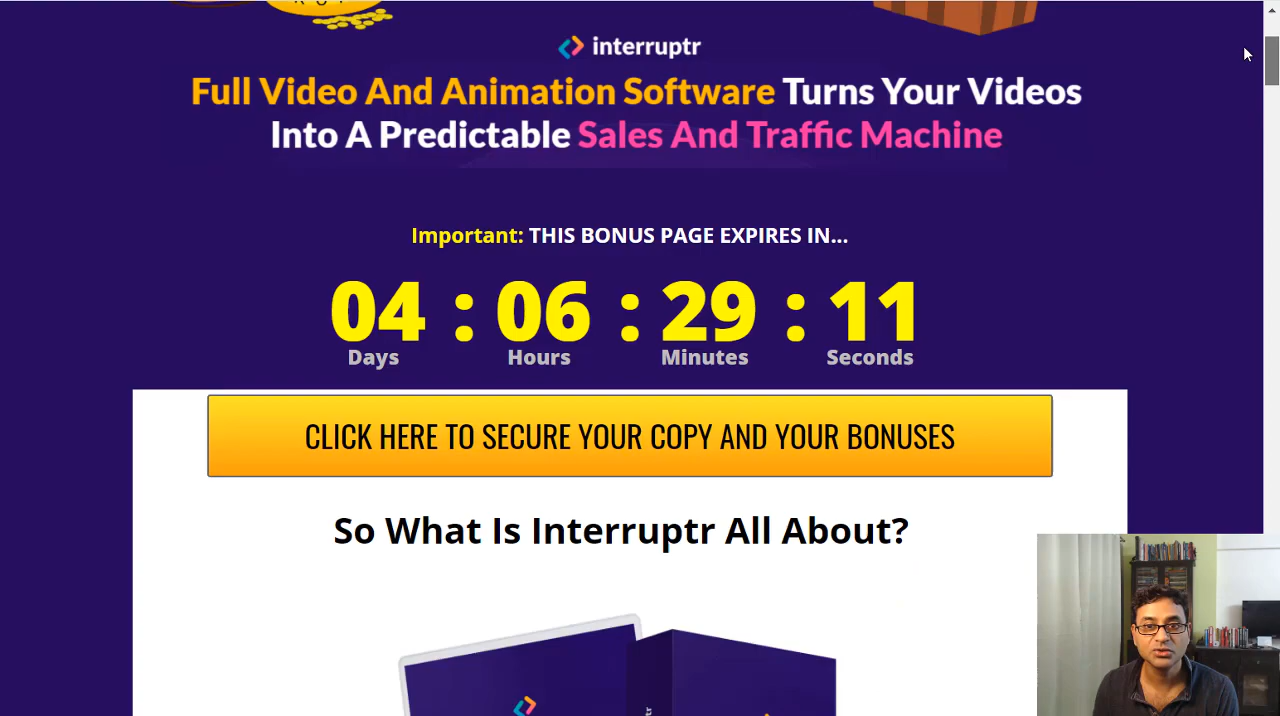 interruptr
Full Video And Animation Software Turns Your Videos
Into A Predictable Sales And Traffic Machine
Important: THIS BONUS PAGE EXPIRES IN...
04 : 06 : 29 : 11
Days Hours Minutes Seconds
CLICK HERE TO SECURE YOUR COPY AND YOUR BONUSES
So What Is Interruptr All About?